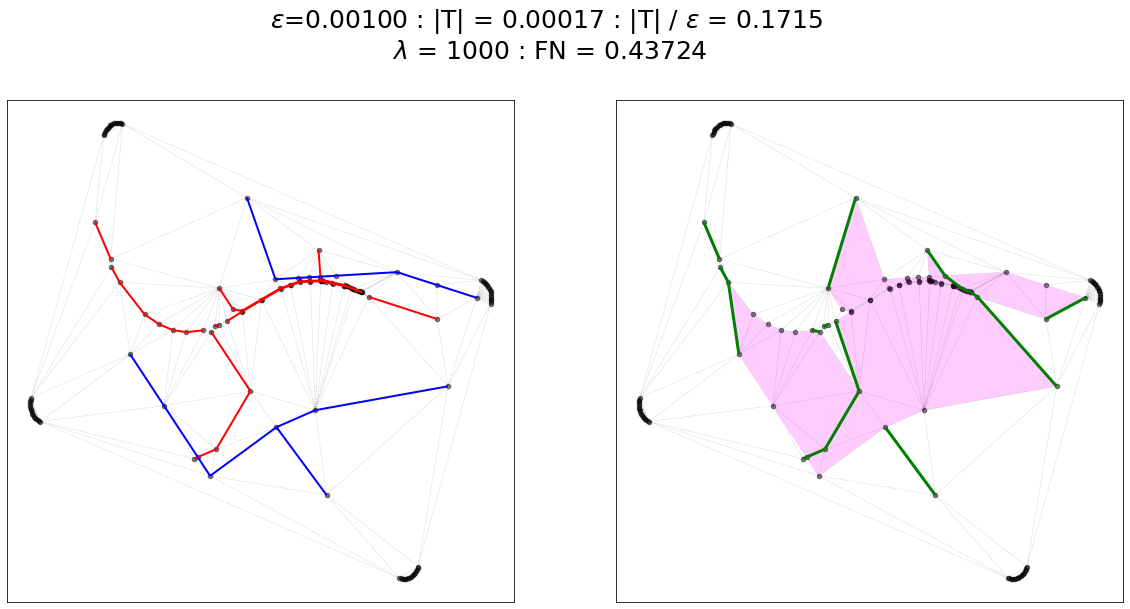 ε=0.00100 : |T| = 0.00017 : |T| / ε = 0.1715
λ = 1000 : FN = 0.43724